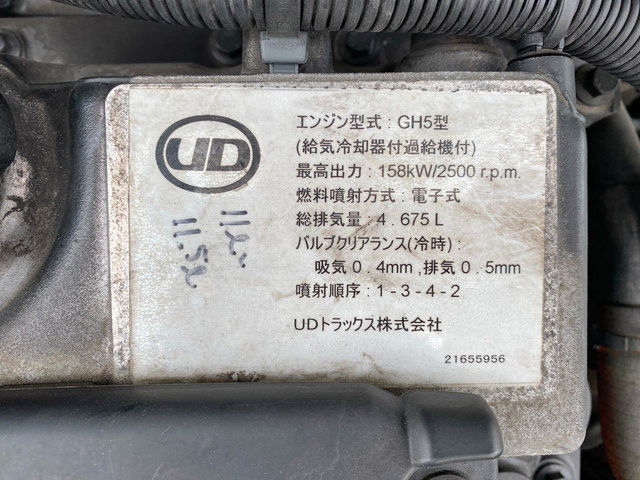 UD
エンジン型式 : GH5型
(給気冷却器付過給機付)
最高出力 : 158kW/2500 r.p.m.
燃料噴射方式 : 電子式
総排気量 : 4 . 675 L
バルブクリアランス(冷時) :
吸気 0 . 4mm ,排気 0 . 5mm
噴射順序 : 1 - 3 - 4 - 2
UDトラックス株式会社
21655956